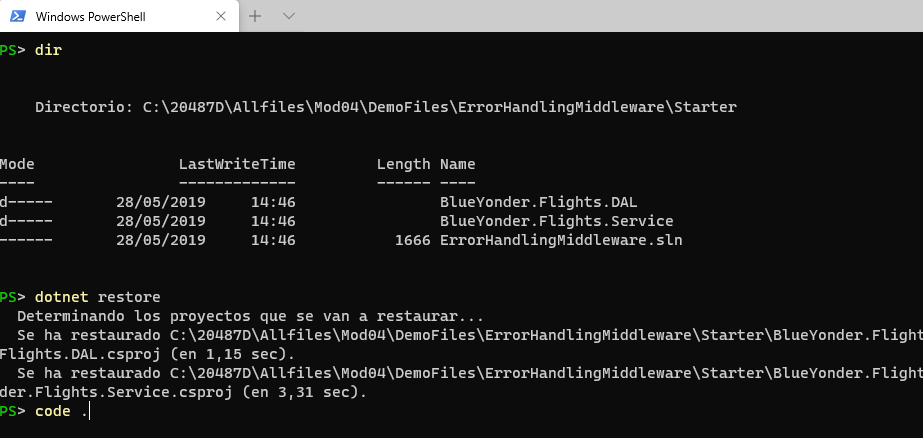 Windows PowerShell
PS> dir
Directorio: C:\20487D\Allfiles\Mod04\DemoFiles\ErrorHandlingMiddleware\Starter
Mode                LastWriteTime         Length Name
----                -------------         ------ ----
d-----       28/05/2019     14:46                BlueYonder.Flights.DAL
d-----       28/05/2019     14:46                BlueYonder.Flights.Service
------       28/05/2019     14:46           1666 ErrorHandlingMiddleware.sln
PS> dotnet restore
Determinando los proyectos que se van a restaurar...
Se ha restaurado C:\20487D\Allfiles\Mod04\DemoFiles\ErrorHandlingMiddleware\Starter\BlueYonder.Flight
Flights.DAL.csproj (en 1,15 sec).
Se ha restaurado C:\20487D\Allfiles\Mod04\DemoFiles\ErrorHandlingMiddleware\Starter\BlueYonder.Flight
der.Flights.Service.csproj (en 3,31 sec).
PS> code .